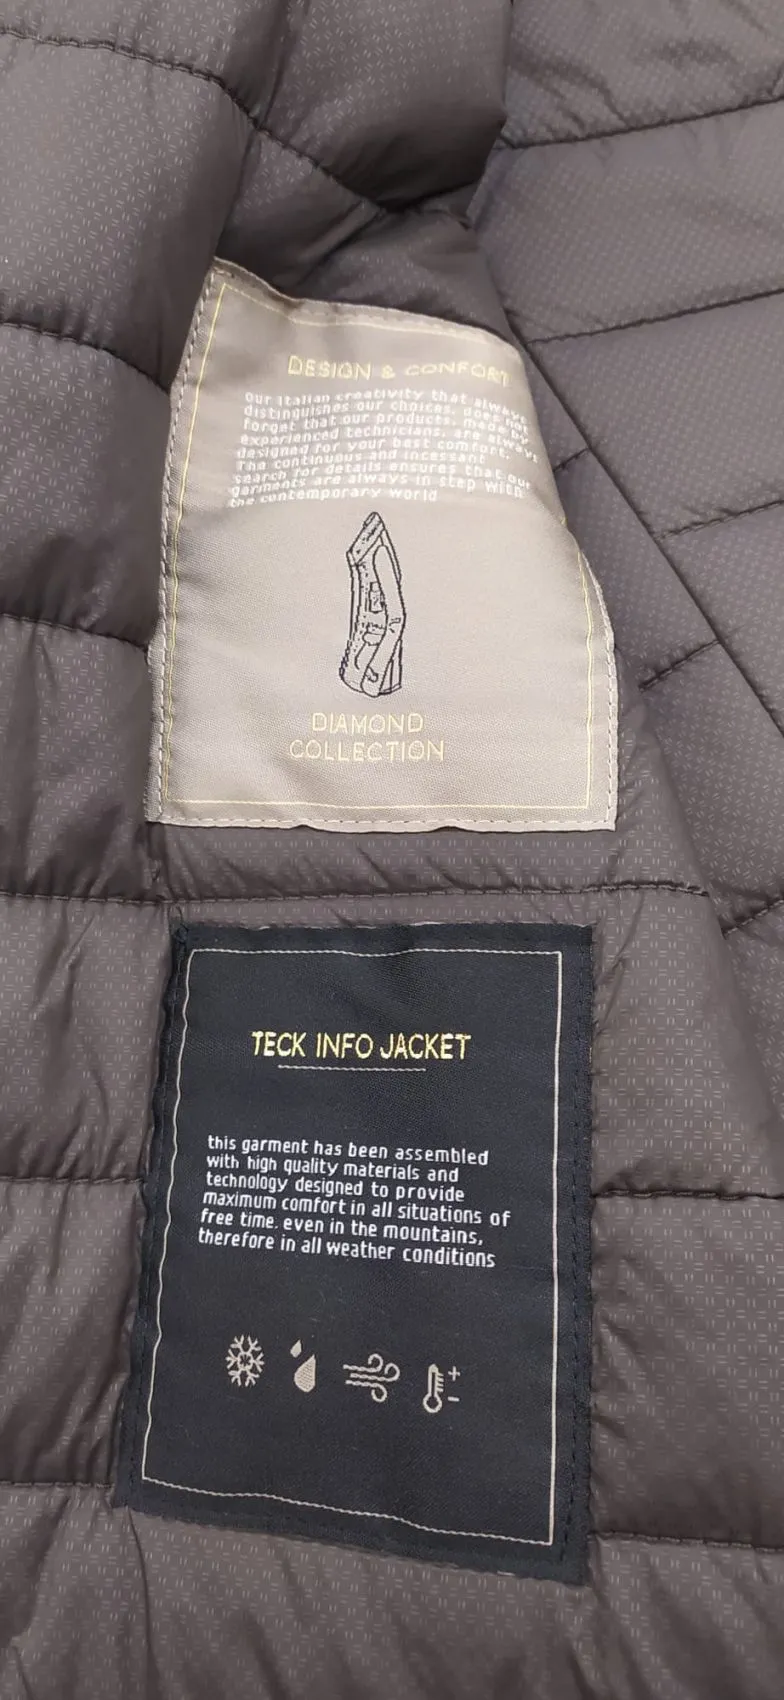 DESIGN & CONFORT
our Italian creativity that always
distinguishes our choices, does not
forget that our products, made by
experienced technicians, are always
designed for your best comfort.
The continuous and incessant
search for details ensures that our
garments are always in step with
the contemporary world
DIAMOND
COLLECTION
TECK INFO JACKET
this garment has been assembled
with high quality materials and
technology designed to provide
maximum comfort in all situations of
free time. even in the mountains,
therefore in all weather conditions